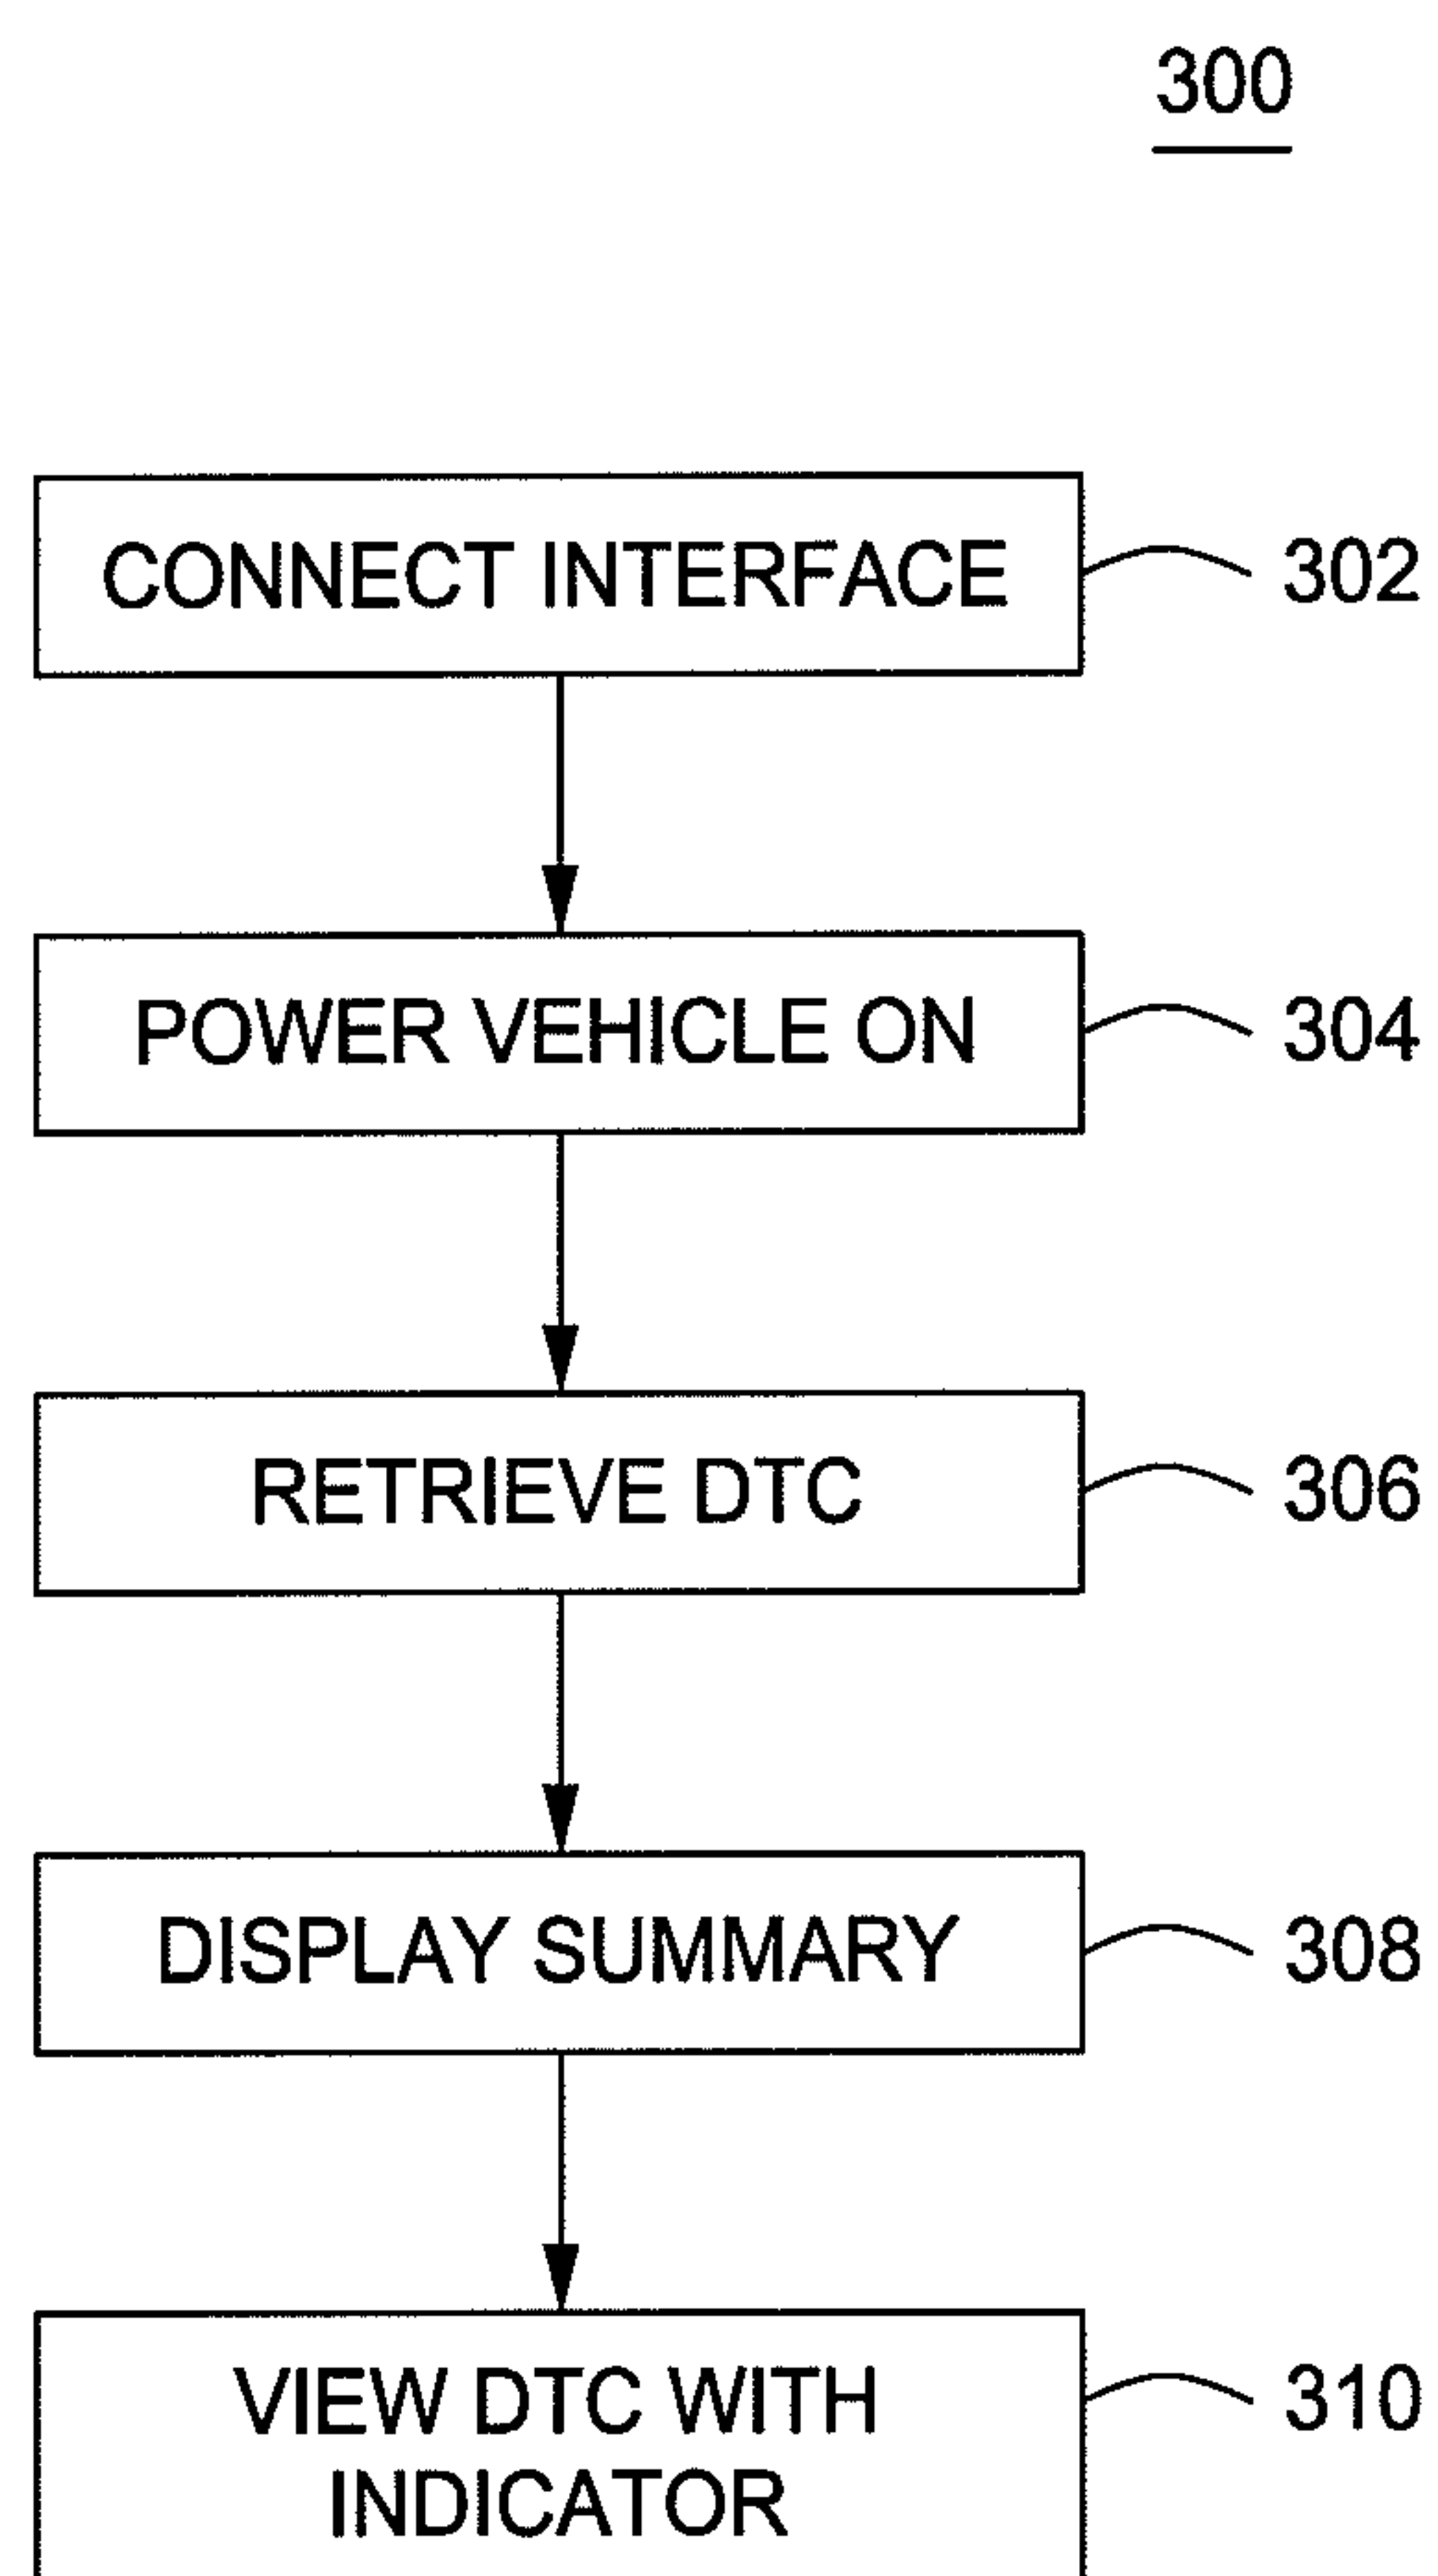 300
CONNECT INTERFACE
302
POWER VEHICLE ON
304
RETRIEVE DTC
306
DISPLAY SUMMARY
308
VIEW DTC WITH
INDICATOR
310